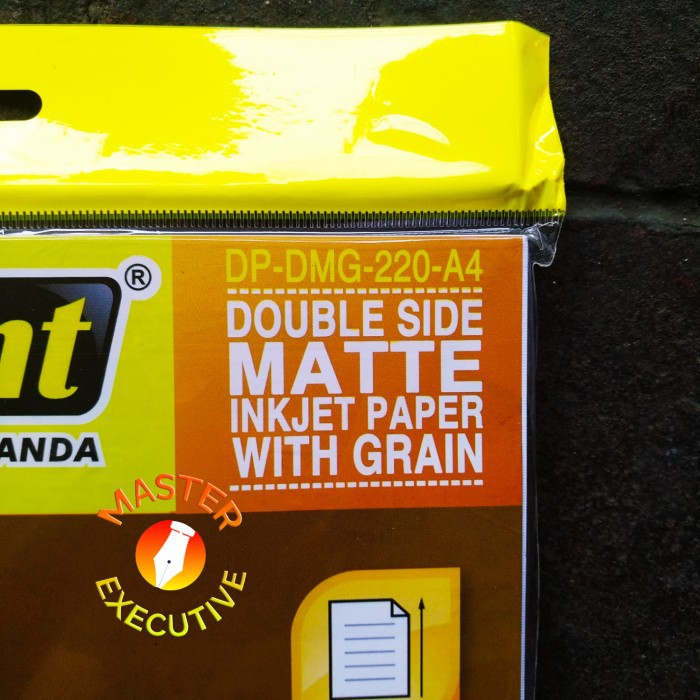 DP-DMG-220-A4
DOUBLE SIDE
MATTE
INKJET PAPER
WITH GRAIN
nt®
ANDA
MASTER
EXECUTIVE